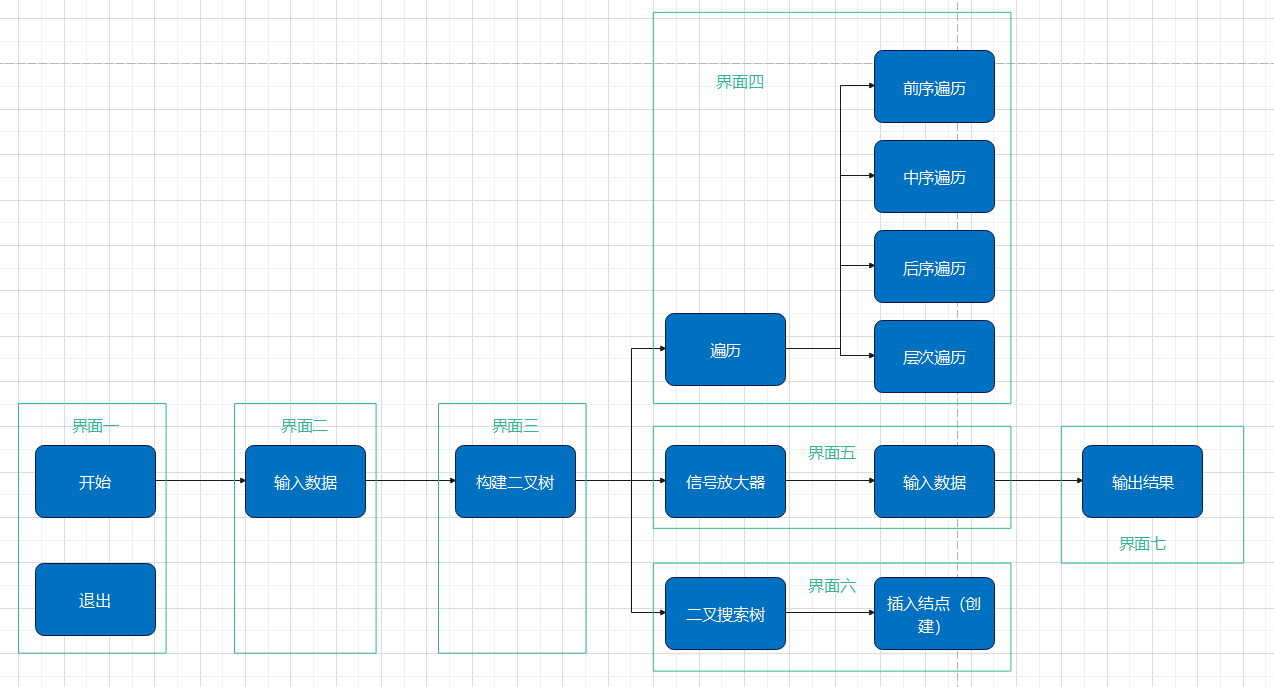 界面一
开始
退出
界面二
输入数据
界面三
构建二叉树
界面四
遍历
前序遍历
中序遍历
后序遍历
层次遍历
界面五
信号放大器
输入数据
界面六
二叉搜索树
插入结点（创
建）
输出结果
界面七